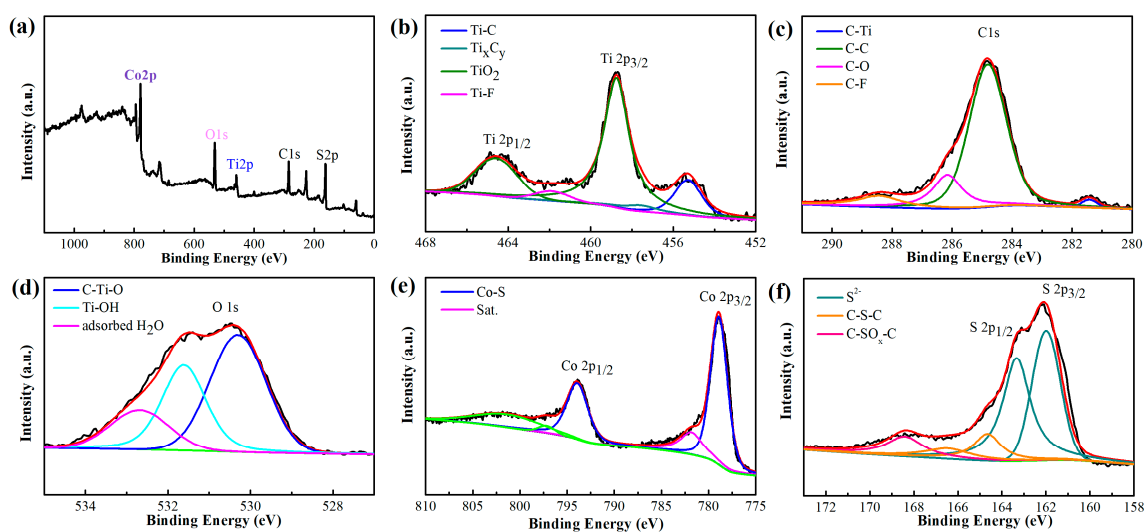 (a)
Co2p
O1s
Ti2p
C1s
S2p
Intensity (a.u.)
1000 800 600 400 200 0
Binding Energy (eV)
(b)
Ti-C
TixCy
TiO2
Ti-F
Ti 2p3/2
Ti 2p1/2
Intensity (a.u.)
468 464 460 456 452
Binding Energy (eV)
(c)
C-Ti
C-C
C-O
C-F
C1s
Intensity (a.u.)
290 288 286 284 282 280
Binding Energy (eV)
(d)
C-Ti-O
Ti-OH
adsorbed H2O
O 1s
Intensity (a.u.)
534 532 530 528
Binding Energy (eV)
(e)
Co-S
Sat.
Co 2p3/2
Co 2p1/2
Intensity (a.u.)
810 805 800 795 790 785 780 775
Binding Energy (eV)
(f)
S2-
C-S-C
C-SOx-C
S 2p3/2
S 2p1/2
Intensity (a.u.)
172 170 168 166 164 162 160 158
Binding Energy (eV)